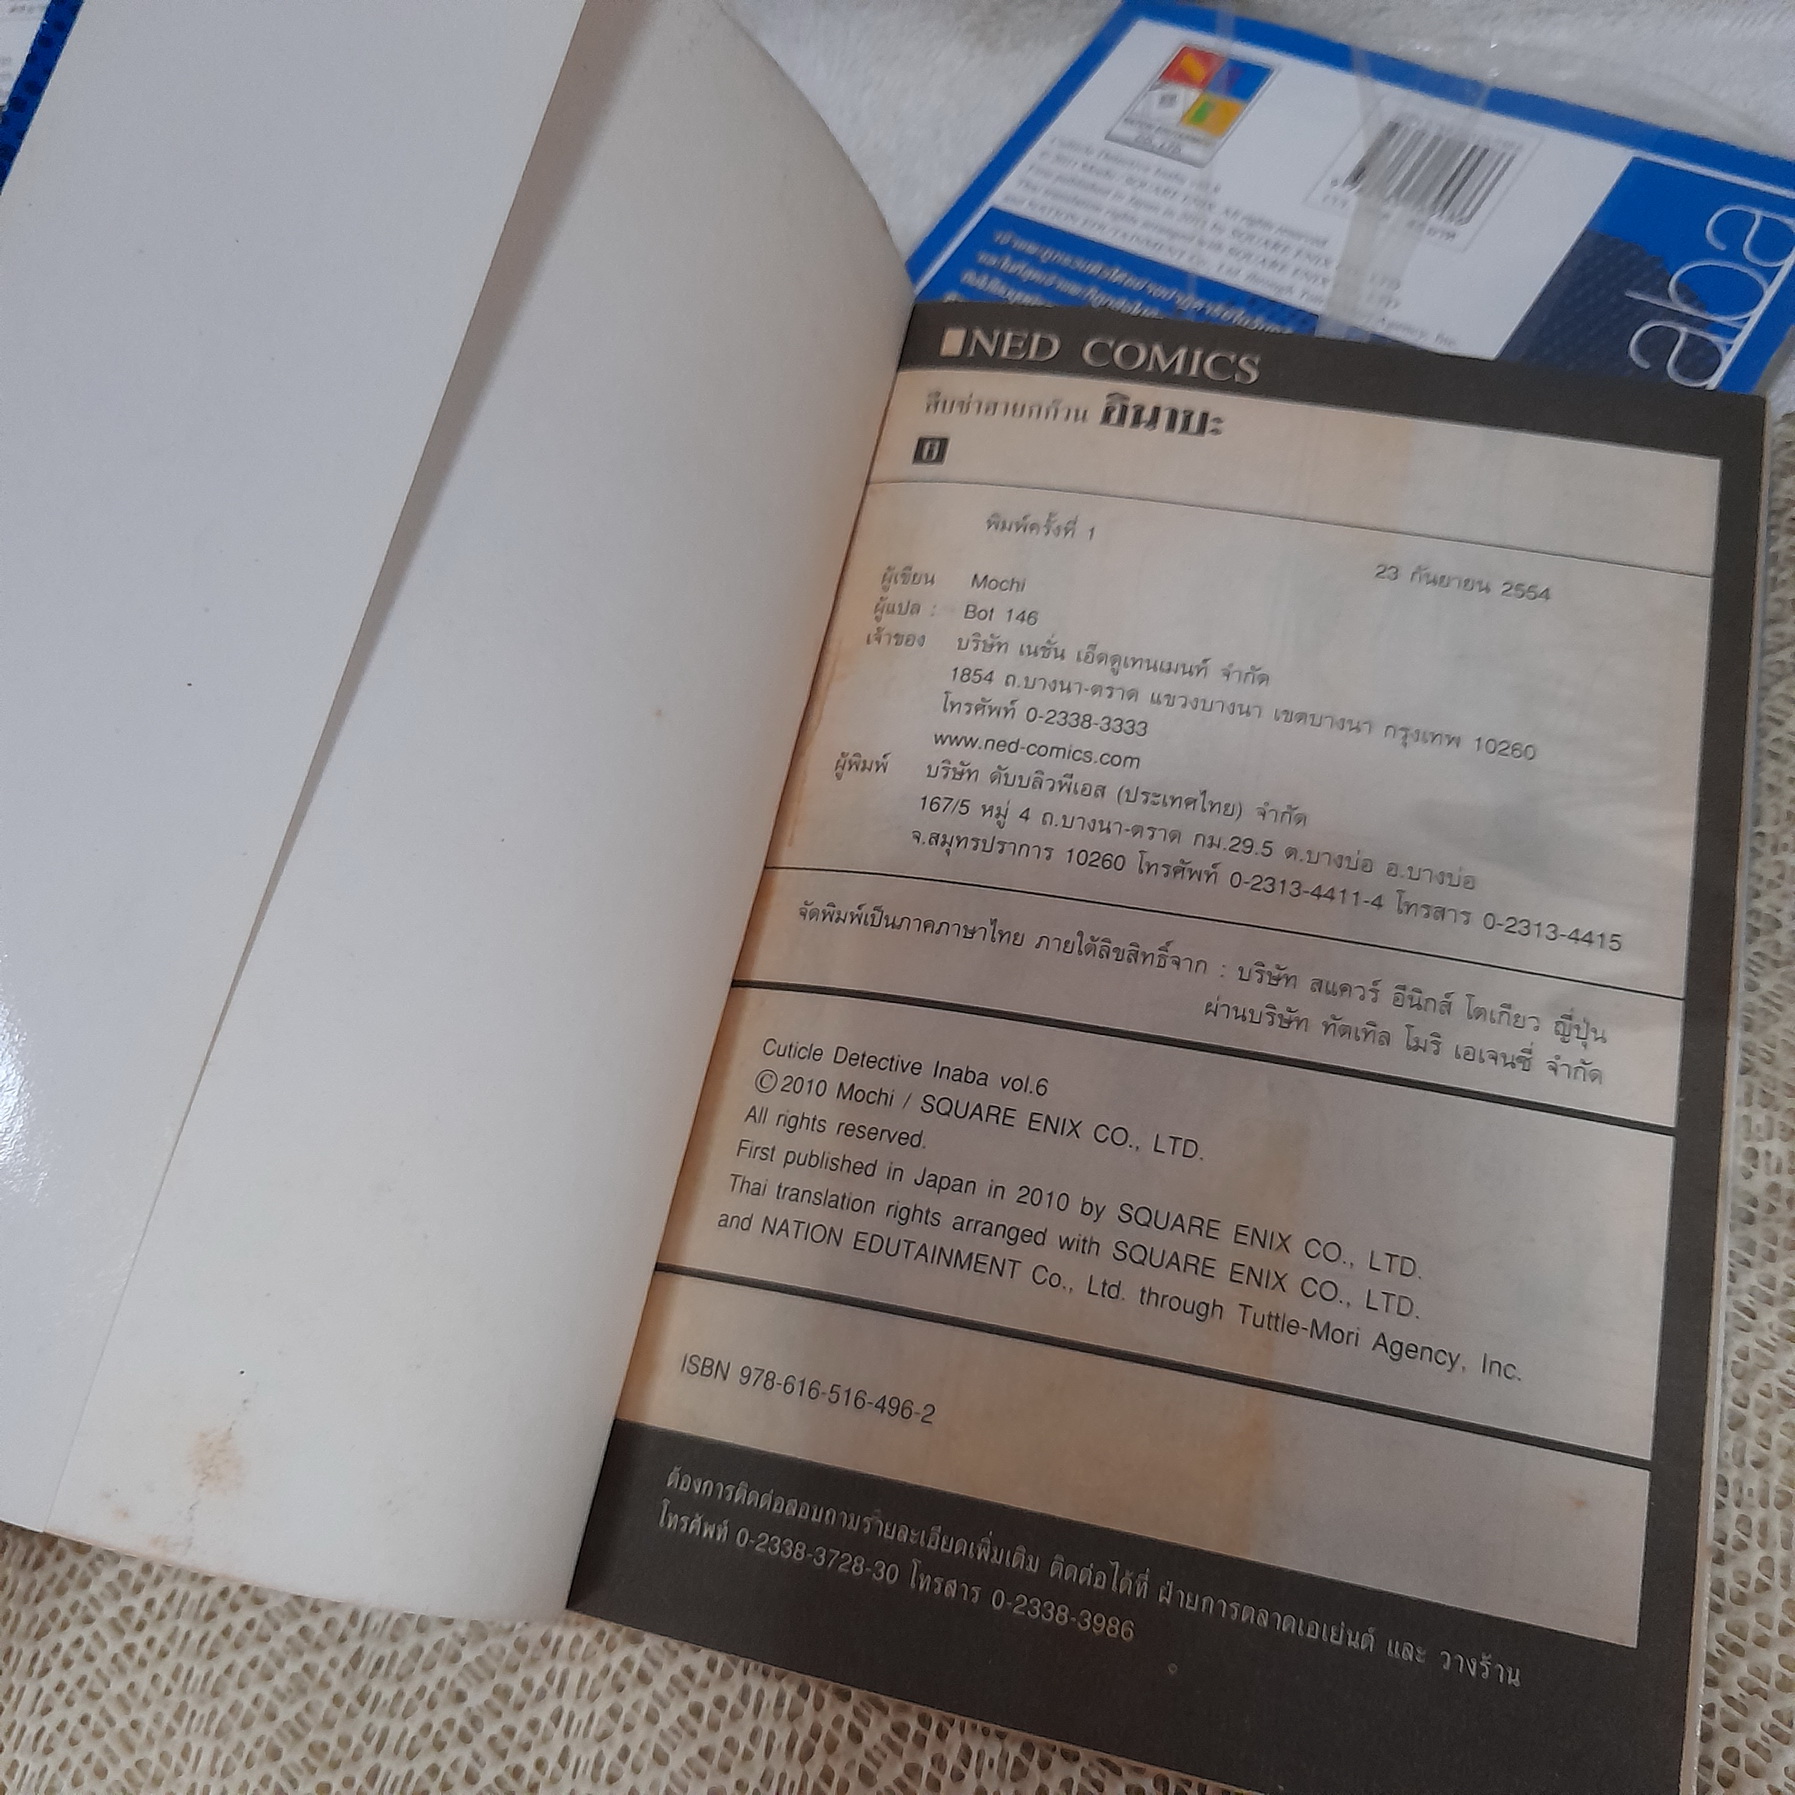 aba
NED COMICS
สืบซ่าฮายกก๊วน อินาบะ
6
พิมพ์ครั้งที่ 1
23 กันยายน 2554
ผู้เขียน Mochi
ผู้แปล : Bot 146
เจ้าของ บริษัท เนชั่น เอ็ดดูเทนเมนท์ จำกัด
1854 ถ.บางนา-ตราด แขวงบางนา เขตบางนา กรุงเทพ 10260
โทรศัพท์ 0-2338-3333
www.ned-comics.com
ผู้พิมพ์ บริษัท ดับบลิวพีเอส (ประเทศไทย) จำกัด
167/5 หมู่ 4 ถ.บางนา-ตราด กม.29.5 ต.บางบ่อ อ.บางบ่อ
จ.สมุทรปราการ 10260 โทรศัพท์ 0-2313-4411-4 โทรสาร 0-2313-4415
จัดพิมพ์เป็นภาคภาษาไทย ภายใต้ลิขสิทธิ์จาก : บริษัท สแควร์ อีนิกส์ โตเกียว ญี่ปุ่น
ผ่านบริษัท ทัตเทิล โมริ เอเจนซี่ จำกัด
Cuticle Detective Inaba vol.6
©2010 Mochi / SQUARE ENIX CO., LTD.
All rights reserved.
First published in Japan in 2010 by SQUARE ENIX CO., LTD.
Thai translation rights arranged with SQUARE ENIX CO., LTD.
and NATION EDUTAINMENT Co., Ltd. through Tuttle-Mori Agency, Inc.
ISBN 978-616-516-496-2
ต้องการติดต่อสอบถามรายละเอียดเพิ่มเติม ติดต่อได้ที่ ฝ่ายการตลาดเอเย่นต์ และ วางร้าน
โทรศัพท์ 0-2338-3728-30 โทรสาร 0-2338-3986